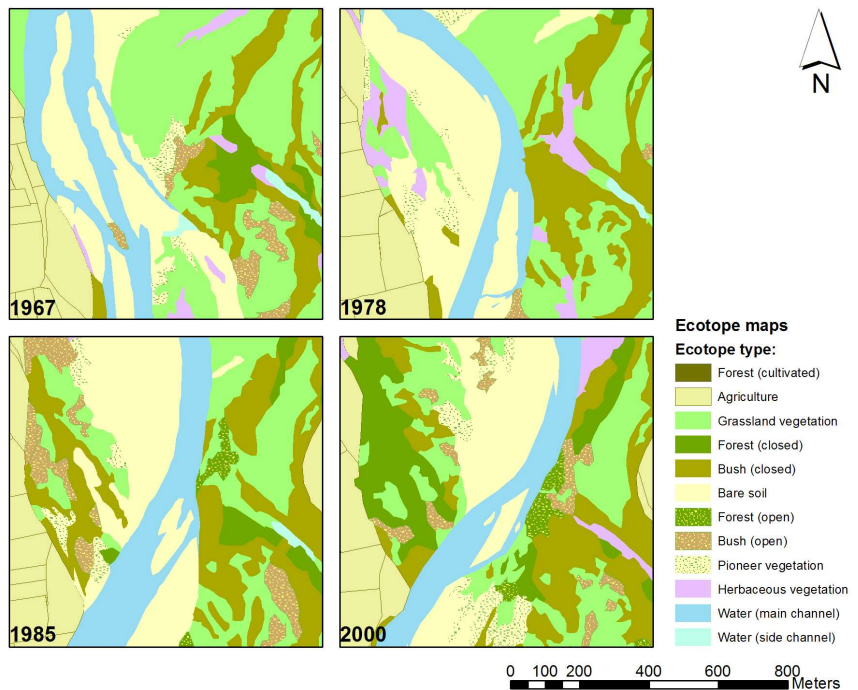 1967
1978
1985
2000
N
Ecotope maps
Ecotope type:
Forest (cultivated)
Agriculture
Grassland vegetation
Forest (closed)
Bush (closed)
Bare soil
Forest (open)
Bush (open)
Pioneer vegetation
Herbaceous vegetation
Water (main channel)
Water (side channel)
0 100 200 400 600 800
Meters